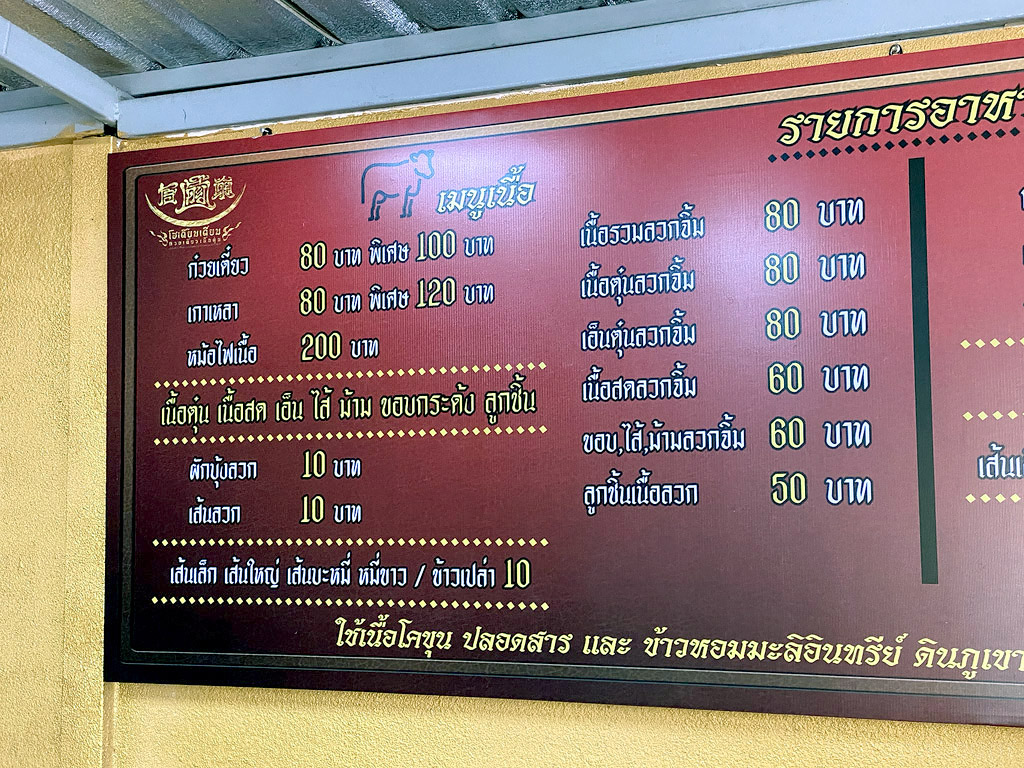 รายการอาห
เมนูเนื้อ
ก๋วยเตี๋ยว 80 บาท พิเศษ 100 บาท
เกาเหลา 80 บาท พิเศษ 120 บาท
หม้อไฟเนื้อ 200 บาท
เนื้อตุ๋น เนื้อสด เอ็น ไส้ ม้าม ขอบกระด้ง ลูกชิ้น
ผักบุ้งลวก 10 บาท
เส้นลวก 10 บาท
เส้นเล็ก เส้นใหญ่ เส้นบะหมี่ หมี่ขาว / ข้าวเปล่า 10
เนื้อรวมลวกจิ้ม 80 บาท
เนื้อตุ๋นลวกจิ้ม 80 บาท
เอ็นตุ๋นลวกจิ้ม 80 บาท
เนื้อสดลวกจิ้ม 60 บาท
ขอบ,ไส้,ม้ามลวกจิ้ม 60 บาท
ลูกชิ้นเนื้อลวก 50 บาท
เส้น
ใช้เนื้อโคขุน ปลอดสาร และ ข้าวหอมมะลิอินทรีย์ ดินภูเขา